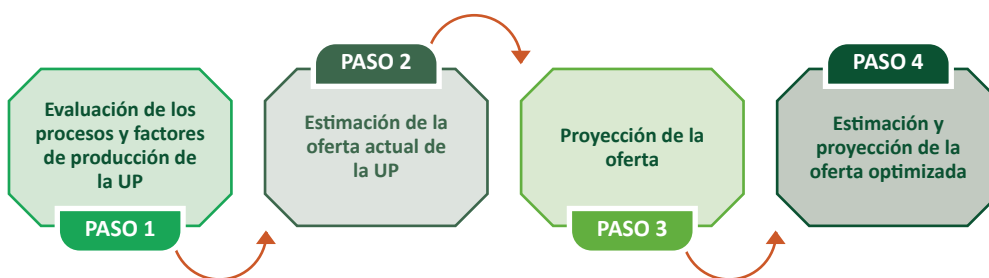 Evaluación de los
procesos y factores
de producción de
la UP
PASO 1
PASO 2
Estimación de la
oferta actual de
la UP
Proyección de la
oferta
PASO 3
PASO 4
Estimación y
proyección de la
oferta optimizada